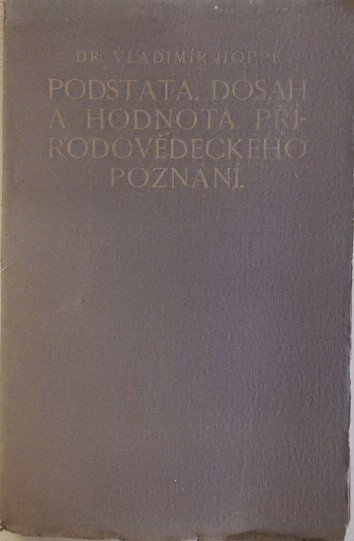 DR. VLADIMÍR HOPPE
PODSTATA, DOSAH
A HODNOTA PŘÍ-
RODOVĚDECKÉHO
POZNÁNÍ.